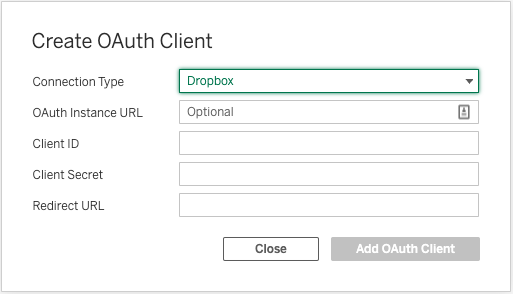 Create OAuth Client
Connection Type Dropbox
OAuth Instance URL Optional
Client ID
Client Secret
Redirect URL
Close Add OAuth Client